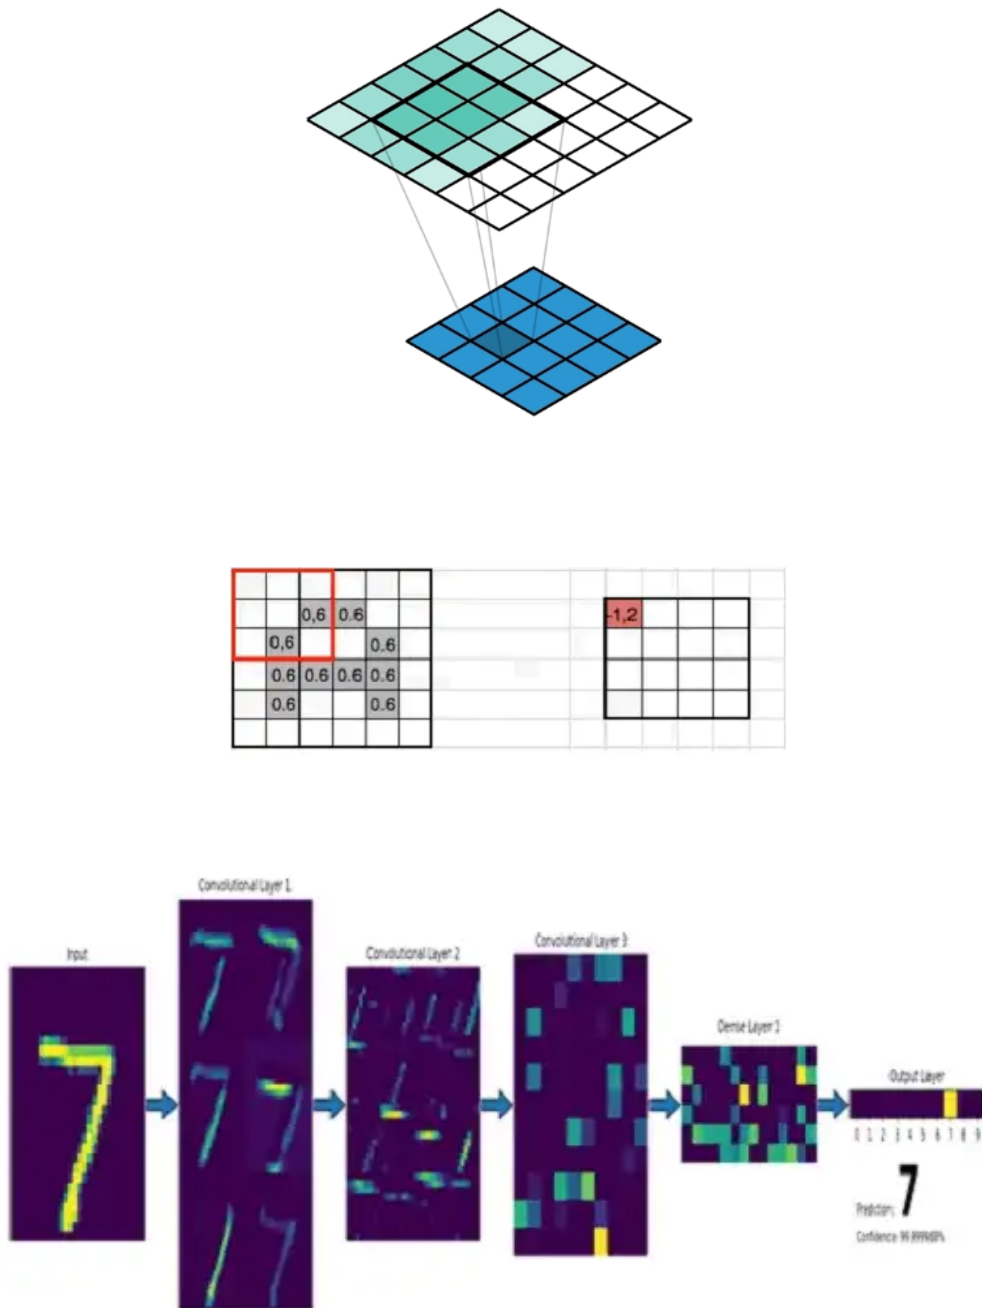 0,6 0.6 -1,2
0,6 0.6
0.6 0.6 0.6 0.6
0.6 0.6
Convolutional Layer 1
Input
Convolutional Layer 2
Convolutional Layer 3
Dense Layer 1
Output Layer
0 1 2 3 4 5 6 7 8 9
Prediction: 7
Confidence: